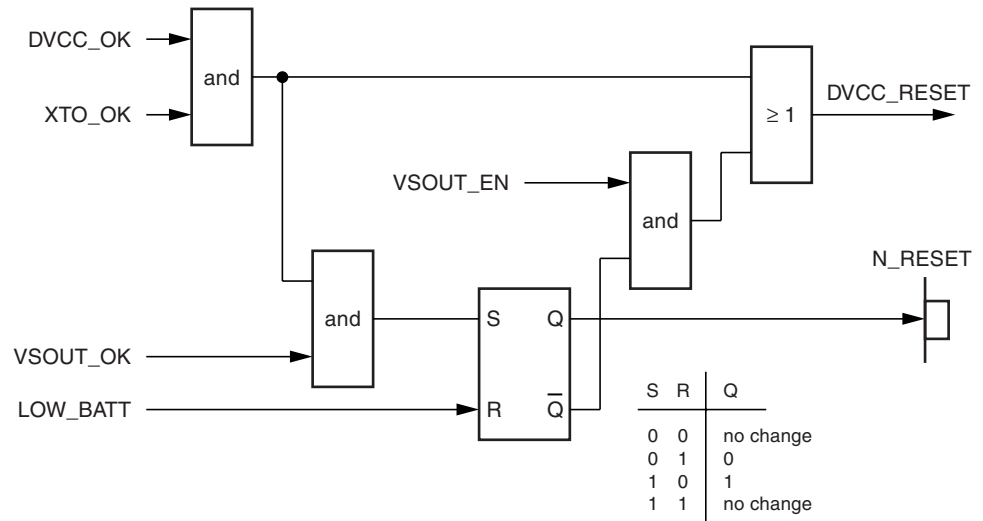 DVCC_OK
XTO_OK
and
DVCC_RESET
≥ 1
VSOUT_EN
and
N_RESET
and
S Q
VSOUT_OK
LOW_BATT
R Q̅
S R Q
0 0 no change
0 1 0
1 0 1
1 1 no change